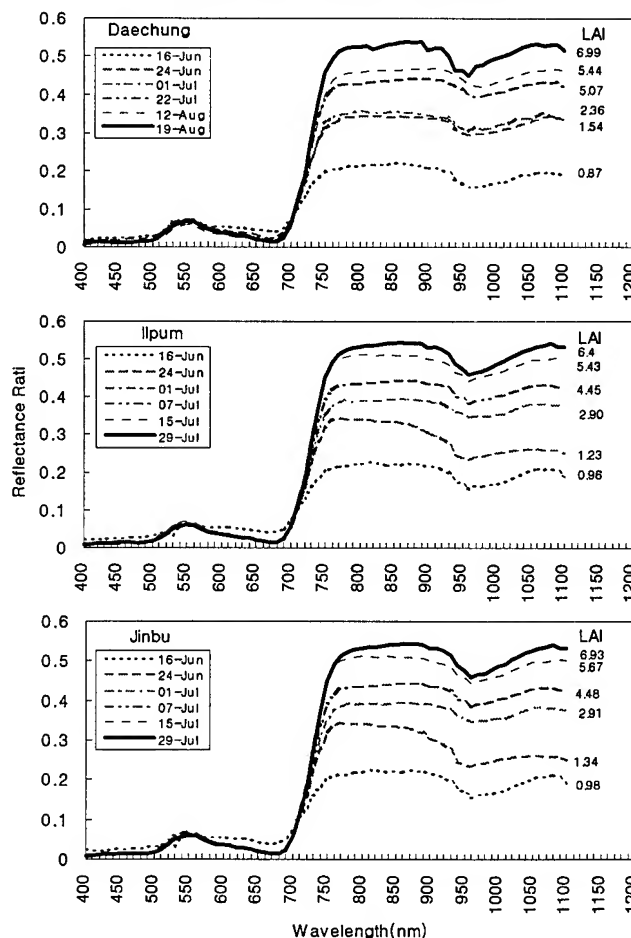 Daechung
16-Jun
24-Jun
01-Jul
22-Jul
12-Aug
19-Aug
LAI
6.99
5.44
5.07
2.36
1.54
0.87
0.6
0.5
0.4
0.3
0.2
0.1
0
400 450 500 550 600 650 700 750 800 850 900 950 1000 1050 1100 1150 1200
Ilpum
16-Jun
24-Jun
01-Jul
07-Jul
15-Jul
29-Jul
LAI
6.4
5.43
4.45
2.90
1.23
0.96
0.6
0.5
0.4
0.3
0.2
0.1
0
400 450 500 550 600 650 700 750 800 850 900 950 1000 1050 1100 1150 1200
Reflectance Rati
Jinbu
16-Jun
24-Jun
01-Jul
07-Jul
15-Jul
29-Jul
LAI
6.93
5.67
4.48
2.91
1.34
0.98
0.6
0.5
0.4
0.3
0.2
0.1
0
400 450 500 550 600 650 700 750 800 850 900 950 1000 1050 1100 1150 1200
Wavelength(nm)